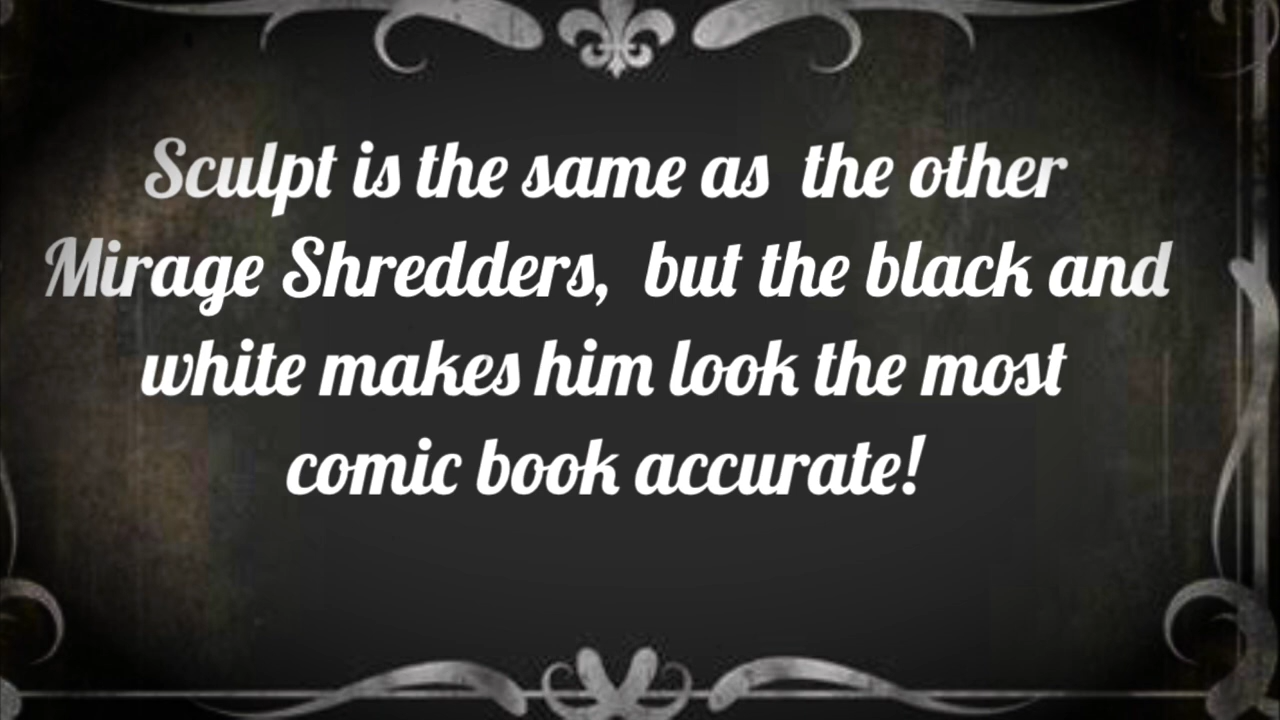 Sculpt is the same as the other
Mirage Shredders, but the black and
white makes him look the most
comic book accurate!